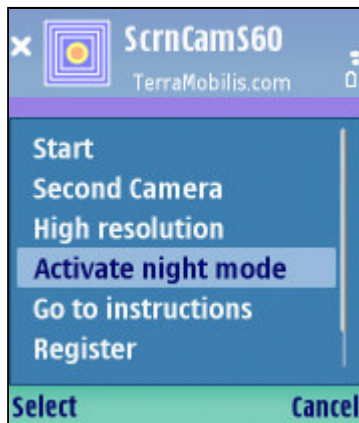 ScrnCamS60
TerraMobilis.com
Start
Second Camera
High resolution
Activate night mode
Go to instructions
Register
Select Cancel